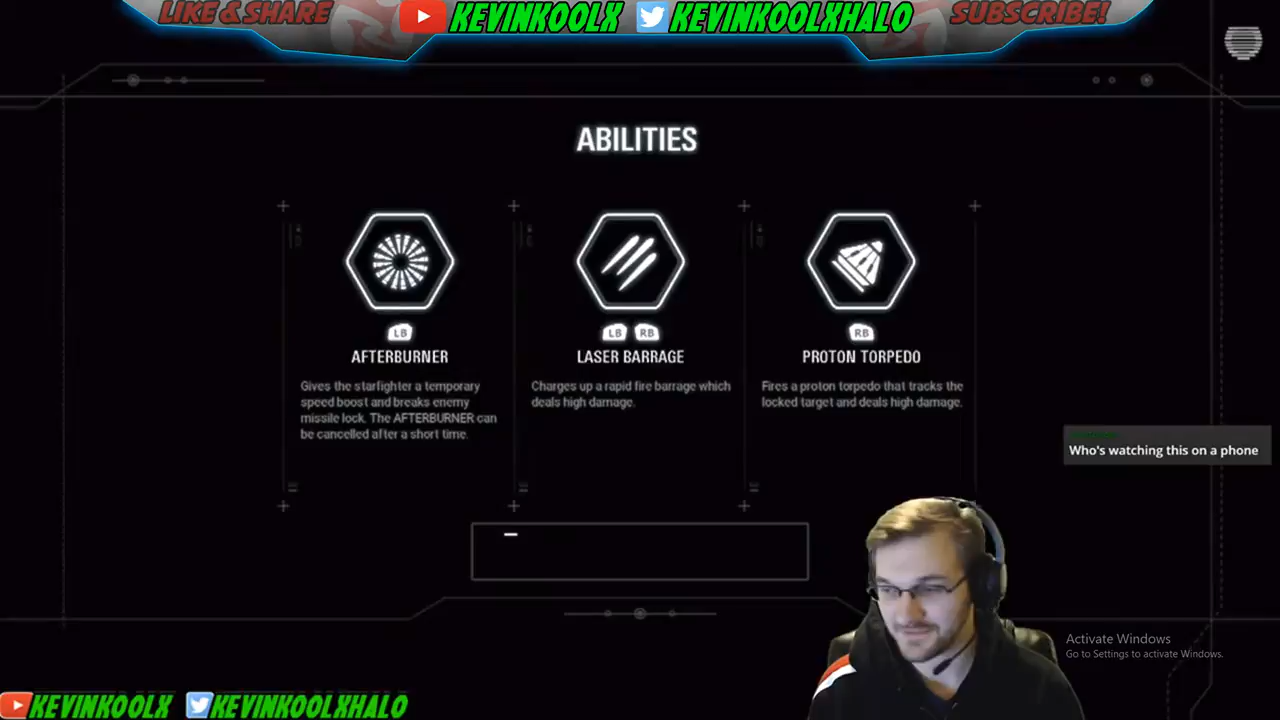 LIKE & SHARE
KEVINKOOLX
KEVINKOOLXHALO
SUBSCRIBE!
ABILITIES
LB
AFTERBURNER
Gives the starfighter a temporary
speed boost and breaks enemy
missile lock. The AFTERBURNER can
be cancelled after a short time.
LB RB
LASER BARRAGE
Charges up a rapid fire barrage which
deals high damage.
RB
PROTON TORPEDO
Fires a proton torpedo that tracks the
locked target and deals high damage.
Who's watching this on a phone
Activate Windows
Go to Settings to activate Windows.
KEVINKOOLX
KEVINKOOLXHALO